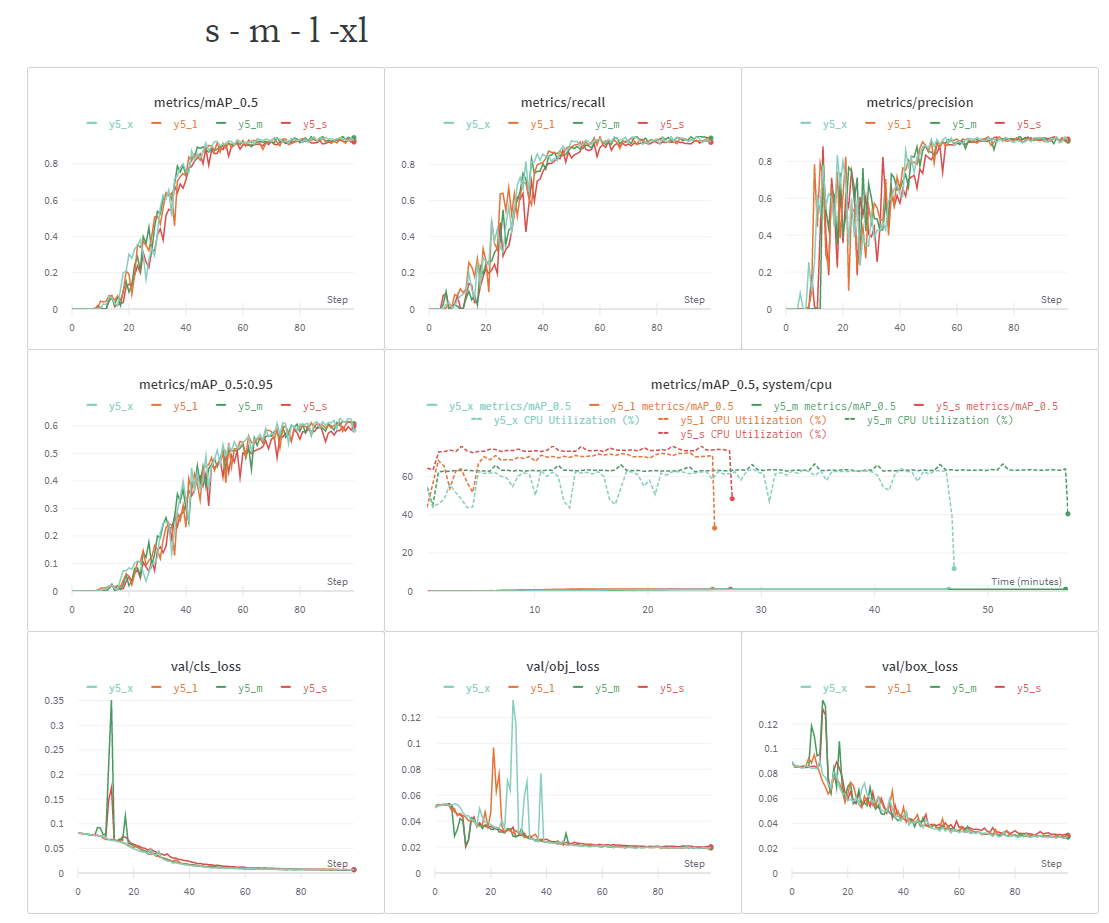 s - m - l -xl
metrics/mAP_0.5
y5_x y5_l y5_m y5_s
0.8
0.6
0.4
0.2
0
Step
0 20 40 60 80
metrics/recall
y5_x y5_l y5_m y5_s
0.8
0.6
0.4
0.2
0
Step
0 20 40 60 80
metrics/precision
y5_x y5_l y5_m y5_s
0.8
0.6
0.4
0.2
0
Step
0 20 40 60 80
metrics/mAP_0.5:0.95
y5_x y5_l y5_m y5_s
0.6
0.5
0.4
0.3
0.2
0.1
0
Step
0 20 40 60 80
metrics/mAP_0.5, system/cpu
y5_x metrics/mAP_0.5 y5_l metrics/mAP_0.5 y5_m metrics/mAP_0.5 y5_s metrics/mAP_0.5
y5_x CPU Utilization (%) y5_l CPU Utilization (%) y5_m CPU Utilization (%)
y5_s CPU Utilization (%)
60
40
20
0
Time (minutes)
10 20 30 40 50
val/cls_loss
y5_x y5_l y5_m y5_s
0.35
0.3
0.25
0.2
0.15
0.1
0.05
0
Step
0 20 40 60 80
val/obj_loss
y5_x y5_l y5_m y5_s
0.12
0.1
0.08
0.06
0.04
0.02
0
Step
0 20 40 60 80
val/box_loss
y5_x y5_l y5_m y5_s
0.12
0.1
0.08
0.06
0.04
0.02
0
Step
0 20 40 60 80